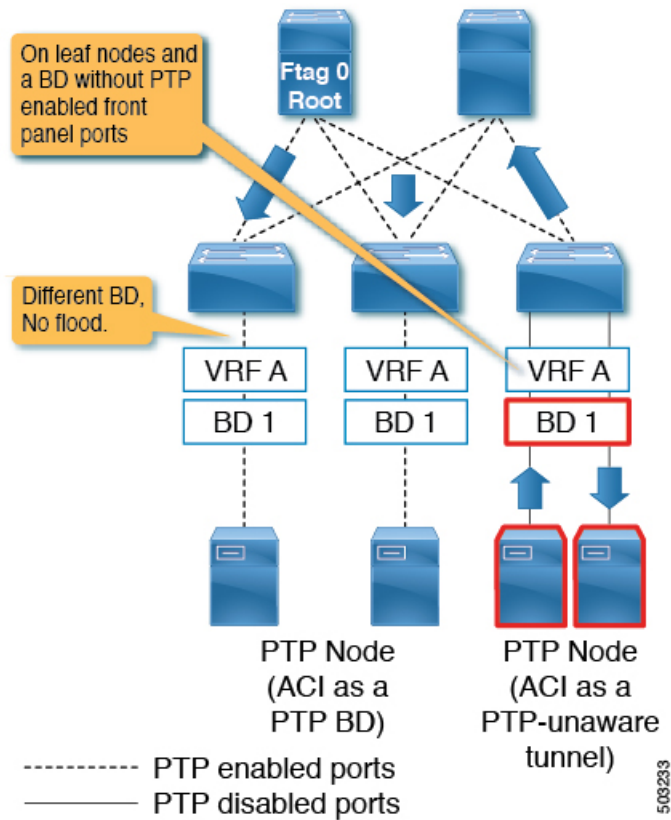 On leaf nodes and
a BD without PTP
enabled front
panel ports
Ftag 0
Root
Different BD,
No flood.
VRF A
VRF A
VRF A
BD 1
BD 1
BD 1
PTP Node
(ACI as a
PTP BD)
PTP Node
(ACI as a
PTP-unaware
tunnel)
PTP enabled ports
PTP disabled ports
503233